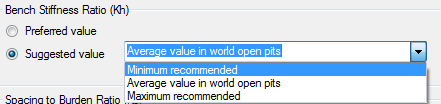 Bench Stiffness Ratio (Kh)
Preferred value
Suggested value
Average value in world open pits
Minimum recommended
Average value in world open pits
Maximum recommended
Spacing to Burden Ratio